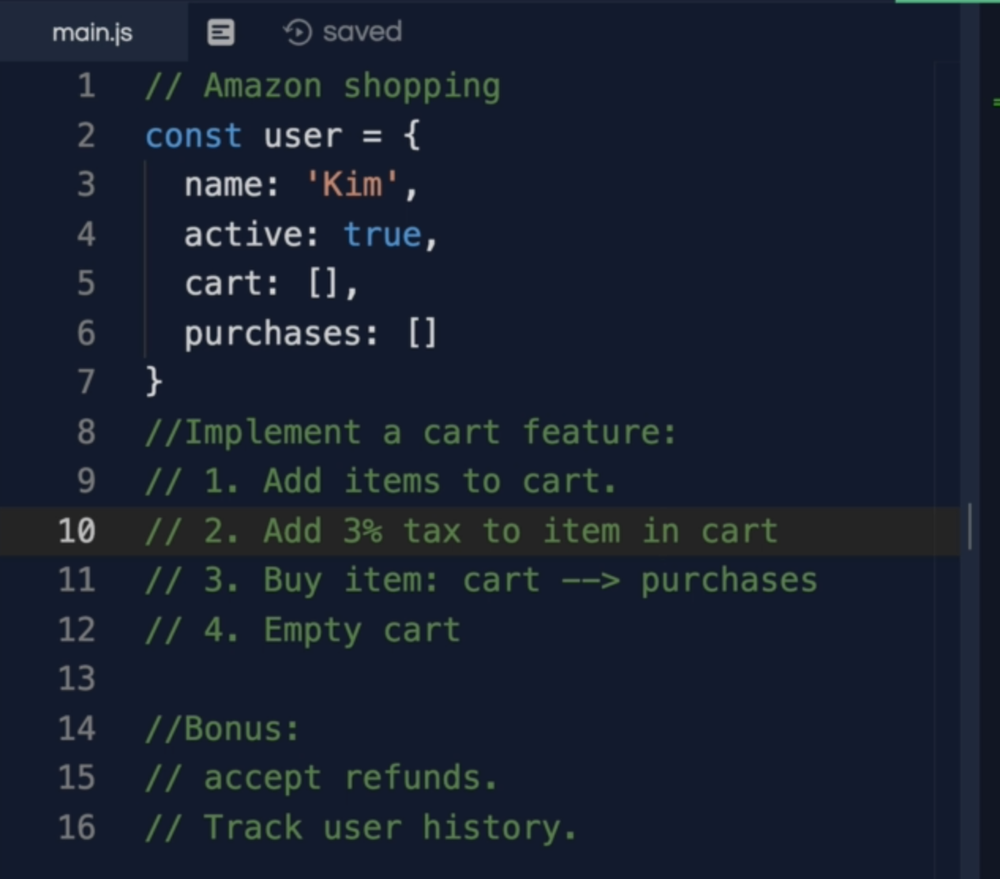 main.js saved
1 // Amazon shopping
2 const user = {
3   name: 'Kim',
4   active: true,
5   cart: [],
6   purchases: []
7 }
8 //Implement a cart feature:
9 // 1. Add items to cart.
10 // 2. Add 3% tax to item in cart
11 // 3. Buy item: cart --> purchases
12 // 4. Empty cart
13
14 //Bonus:
15 // accept refunds.
16 // Track user history.